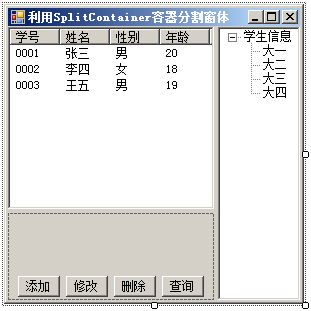 利用SplitContainer容器分割窗体
学号 姓名 性别 年龄
0001 张三 男 20
0002 李四 女 18
0003 王五 男 19
学生信息
大一
大二
大三
大四
添加 修改 删除 查询